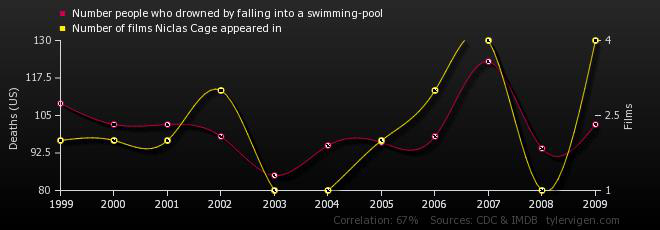 Number people who drowned by falling into a swimming-pool
Number of films Niclas Cage appeared in
130
117.5
105
92.5
80
Deaths (US)
4
2.5
1
Films
1999 2000 2001 2002 2003 2004 2005 2006 2007 2008 2009
Correlation: 67% Sources: CDC & IMDB tylervigen.com